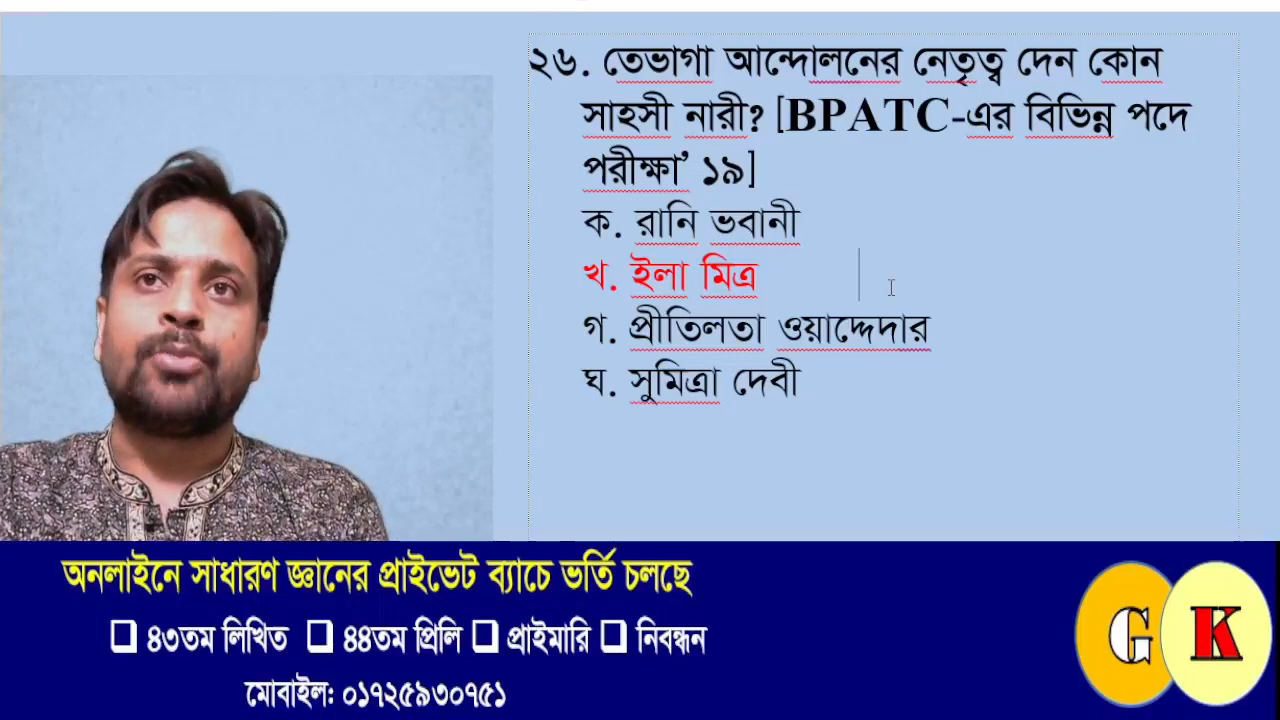 ২৬. তেভাগা আন্দোলনের নেতৃত্ব দেন কোন
সাহসী নারী? [BPATC-এর বিভিন্ন পদে
পরীক্ষা’ ১৯]
ক. রানি ভবানী
খ. ইলা মিত্র
গ. প্রীতিলতা ওয়াদ্দেদার
ঘ. সুমিত্রা দেবী
অনলাইনে সাধারণ জ্ঞানের প্রাইভেট ব্যাচে ভর্তি চলছে
❑ ৪৩তম লিখিত ❑ ৪৪তম প্রিলি ❑ প্রাইমারি ❑ নিবন্ধন
মোবাইল: ০১৭২৫৯৩০৭৫১
G K